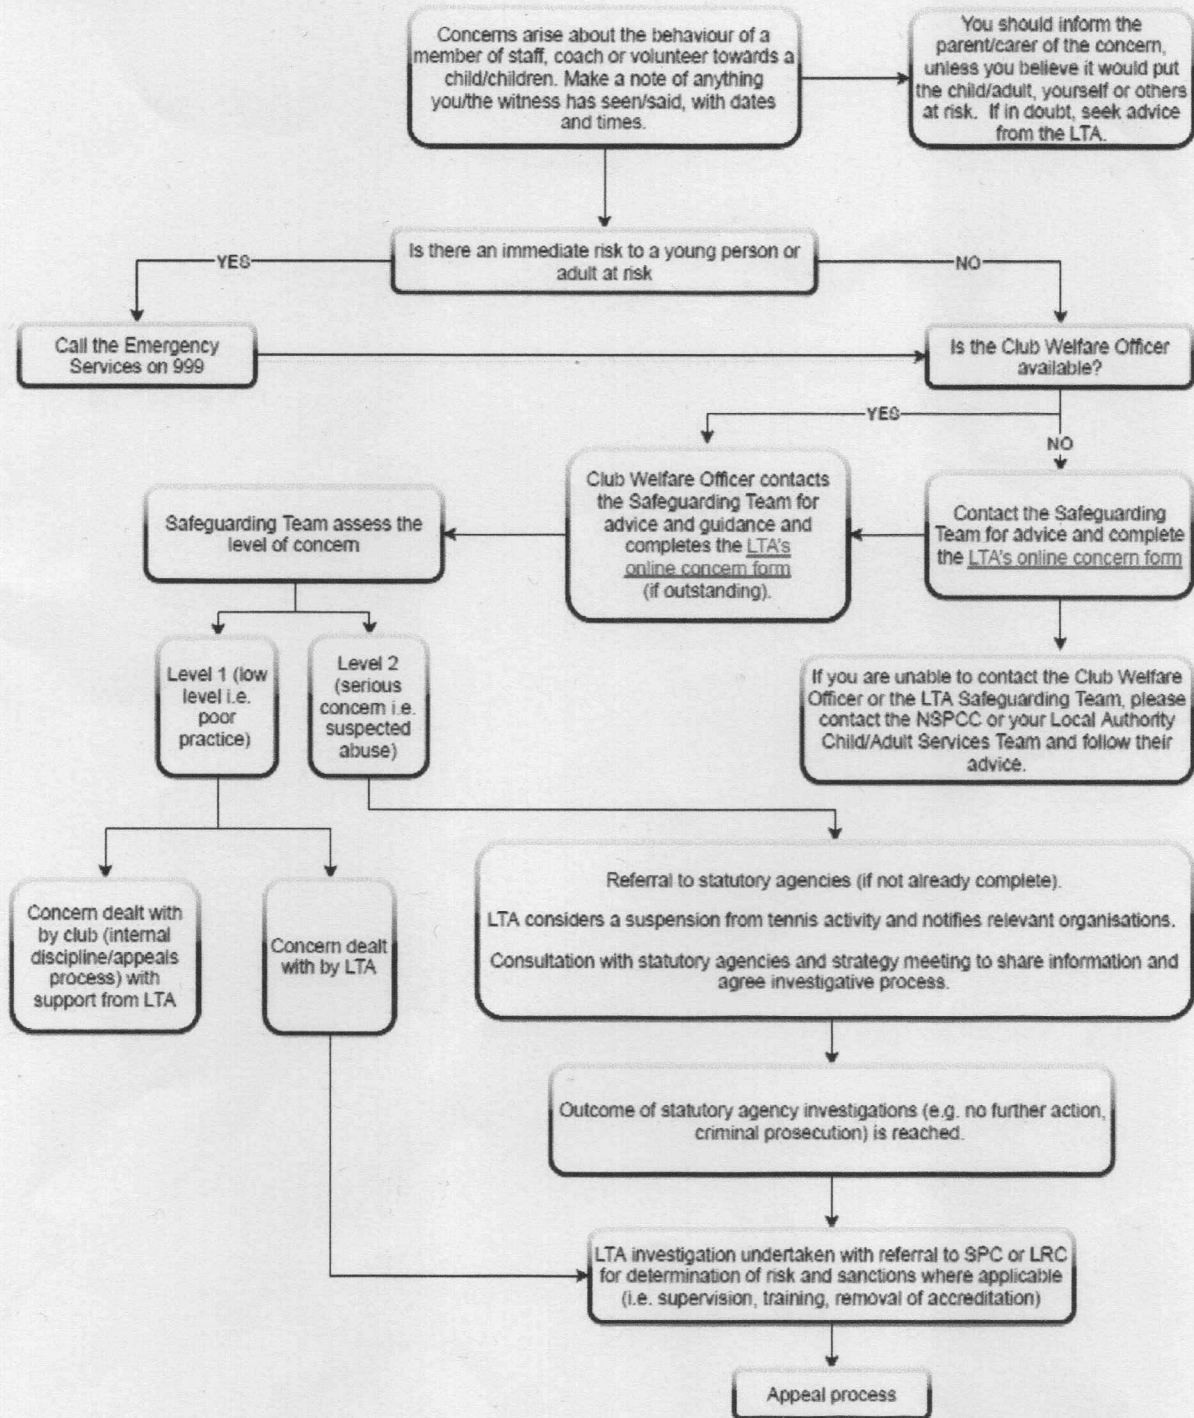 Concerns arise about the behaviour of a
member of staff, coach or volunteer towards a
child/children. Make a note of anything
you/the witness has seen/said, with dates
and times.
You should inform the
parent/carer of the concern,
unless you believe it would put
the child/adult, yourself or others
at risk. If in doubt, seek advice
from the LTA.
Is there an immediate risk to a young person or
adult at risk
YES
NO
Call the Emergency
Services on 999
Is the Club Welfare Officer
available?
YES
NO
Club Welfare Officer contacts
the Safeguarding Team for
advice and guidance and
completes the LTA's
online concern form
(if outstanding).
Contact the Safeguarding
Team for advice and complete
the LTA's online concern form
Safeguarding Team assess the
level of concern
Level 1 (low
level i.e.
poor
practice)
Level 2
(serious
concern i.e.
suspected
abuse)
If you are unable to contact the Club Welfare
Officer or the LTA Safeguarding Team, please
contact the NSPCC or your Local Authority
Child/Adult Services Team and follow their
advice.
Concern dealt with
by club (internal
discipline/appeals
process) with
support from LTA
Concern dealt
with by LTA
Referral to statutory agencies (if not already complete).
LTA considers a suspension from tennis activity and notifies relevant organisations.
Consultation with statutory agencies and strategy meeting to share information and
agree investigative process.
Outcome of statutory agency investigations (e.g. no further action,
criminal prosecution) is reached.
LTA investigation undertaken with referral to SPC or LRC
for determination of risk and sanctions where applicable
(i.e. supervision, training, removal of accreditation)
Appeal process